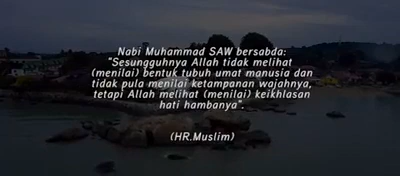 Nabi Muhammad SAW bersabda:
"Sesungguhnya Allah tidak melihat
(menilai) bentuk tubuh umat manusia dan
tidak pula menilai ketampanan wajahnya,
tetapi Allah melihat (menilai) keikhlasan
hati hambanya".
(HR.Muslim)